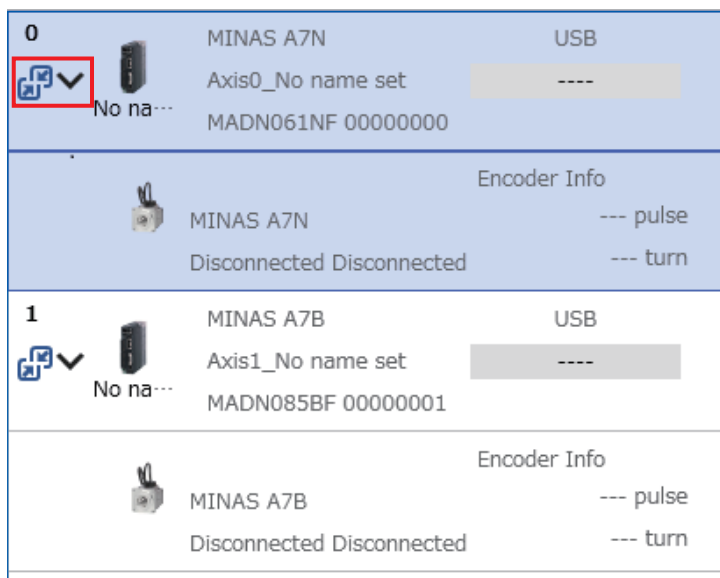 0
MINAS A7N
USB
Axis0_No name set
----
No na…
MADN061NF 00000000
Encoder Info
MINAS A7N
--- pulse
Disconnected Disconnected
--- turn
1
MINAS A7B
USB
Axis1_No name set
----
No na…
MADN085BF 00000001
Encoder Info
MINAS A7B
--- pulse
Disconnected Disconnected
--- turn